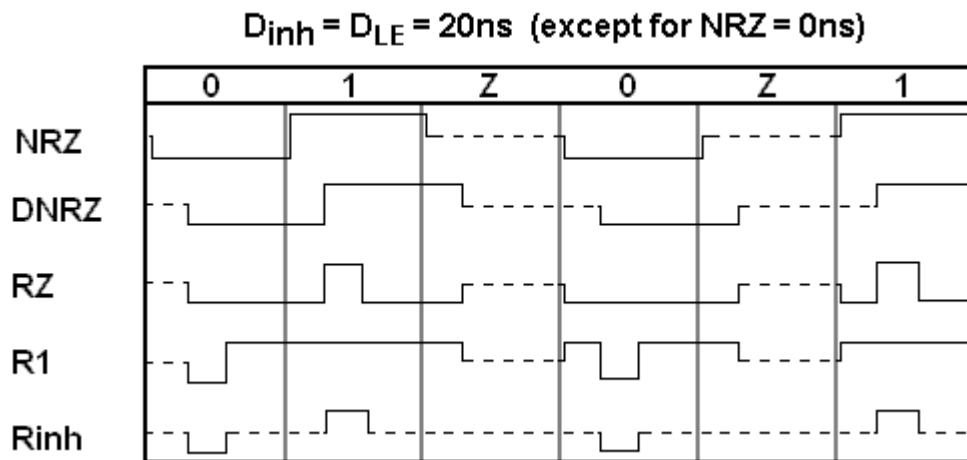 Dinh = DLE = 20ns (except for NRZ = 0ns)
0 1 Z 0 Z 1
NRZ
DNRZ
RZ
R1
Rinh